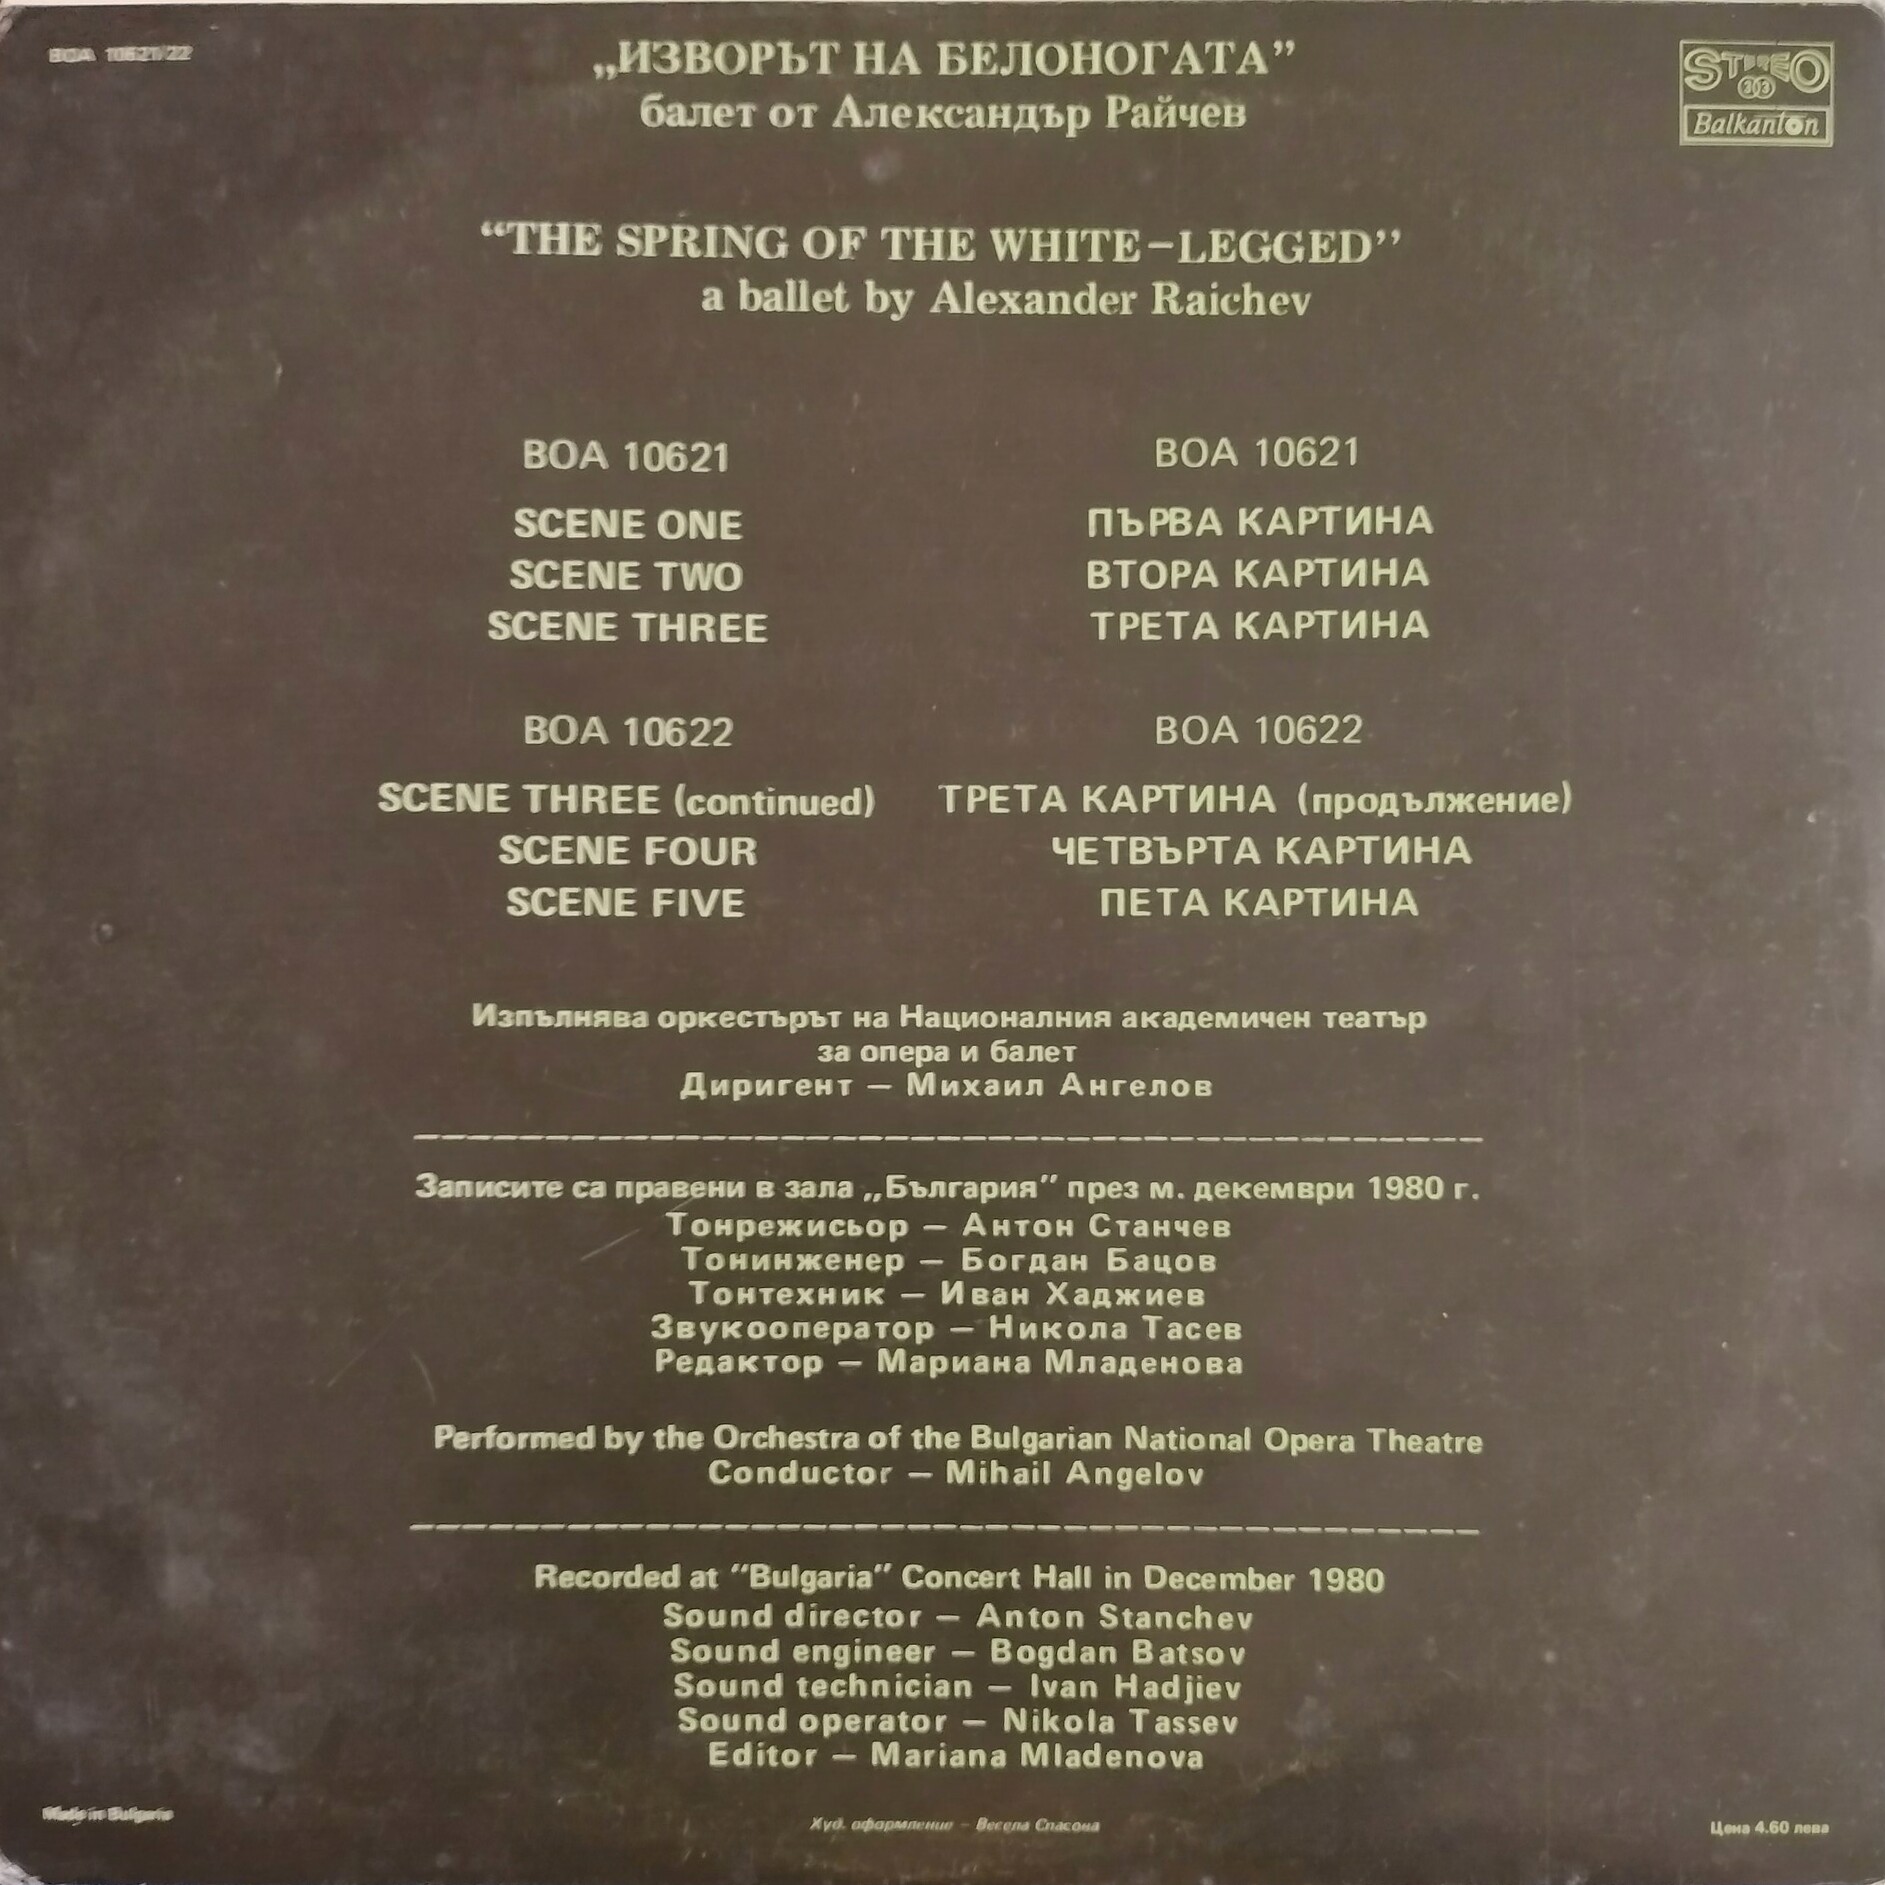 BOA 10621/22
„ИЗВОРЪТ НА БЕЛОНОГАТА”
балет от Александър Райчев
STEREO
33
Balkanton
“THE SPRING OF THE WHITE–LEGGED”
a ballet by Alexander Raichev
BOA 10621
SCENE ONE
SCENE TWO
SCENE THREE
BOA 10622
SCENE THREE (continued)
SCENE FOUR
SCENE FIVE
ВОА 10621
ПЪРВА КАРТИНА
ВТОРА КАРТИНА
ТРЕТА КАРТИНА
ВОА 10622
ТРЕТА КАРТИНА (продължение)
ЧЕТВЪРТА КАРТИНА
ПЕТА КАРТИНА
Изпълнява оркестърът на Националния академичен театър
за опера и балет
Диригент — Михаил Ангелов
Записите са правени в зала „България” през м. декември 1980 г.
Тонрежисьор — Антон Станчев
Тонинженер — Богдан Бацов
Тонтехник — Иван Хаджиев
Звукооператор — Никола Тасев
Редактор — Мариана Младенова
Performed by the Orchestra of the Bulgarian National Opera Theatre
Conductor — Mihail Angelov
Recorded at “Bulgaria” Concert Hall in December 1980
Sound director — Anton Stanchev
Sound engineer — Bogdan Batsov
Sound technician — Ivan Hadjiev
Sound operator — Nikola Tassev
Editor — Mariana Mladenova
Made in Bulgaria
Худ. оформление – Весела Спасова
Цена 4.60 лева